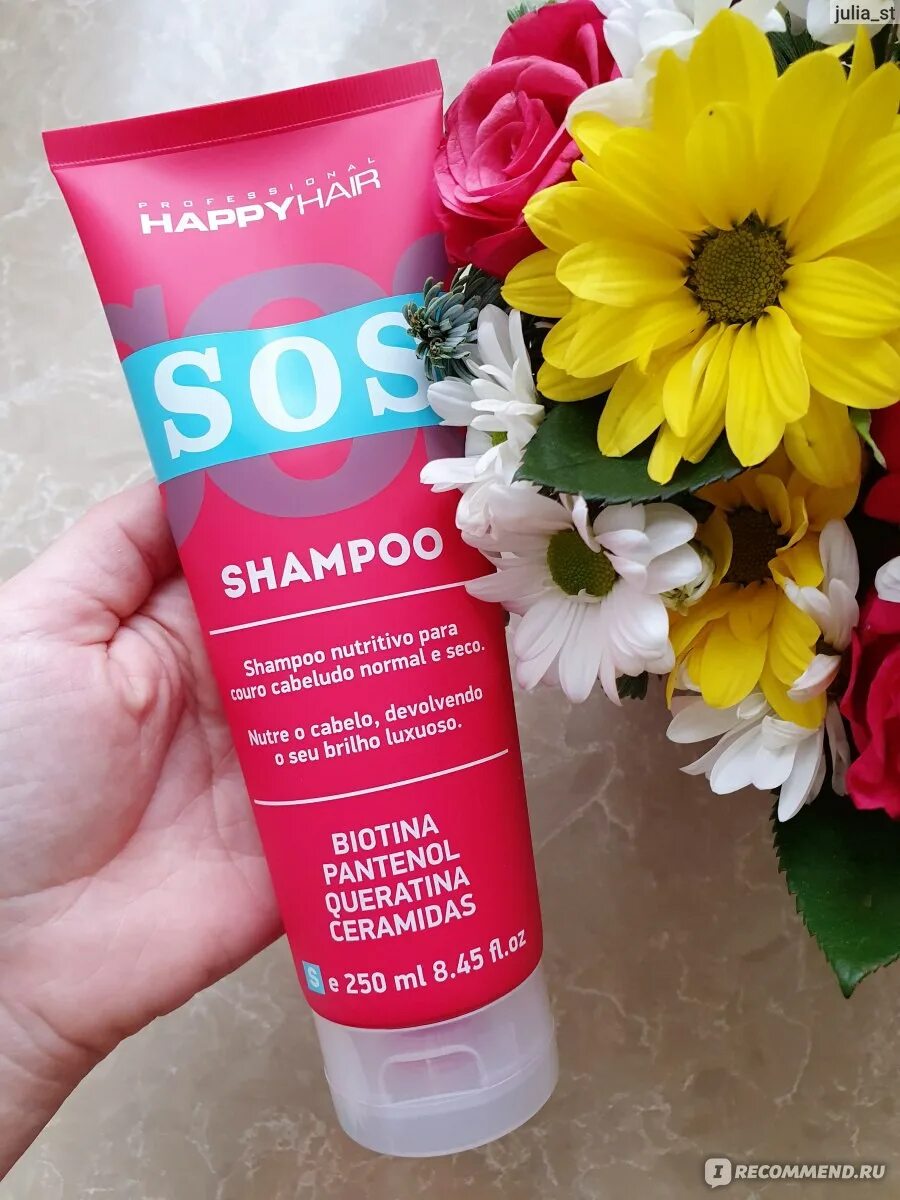 julia_st
PROFESSIONAL
HAPPYHAIR
SOS
SHAMPOO
Shampoo nutritivo para
couro cabeludo normal e seco.
Nutre o cabelo, devolvendo
o seu brilho luxuoso.
BIOTINA
PANTENOL
QUERATINA
CERAMIDAS
S e 250 ml 8.45 fl.oz
I RECOMMEND.RU